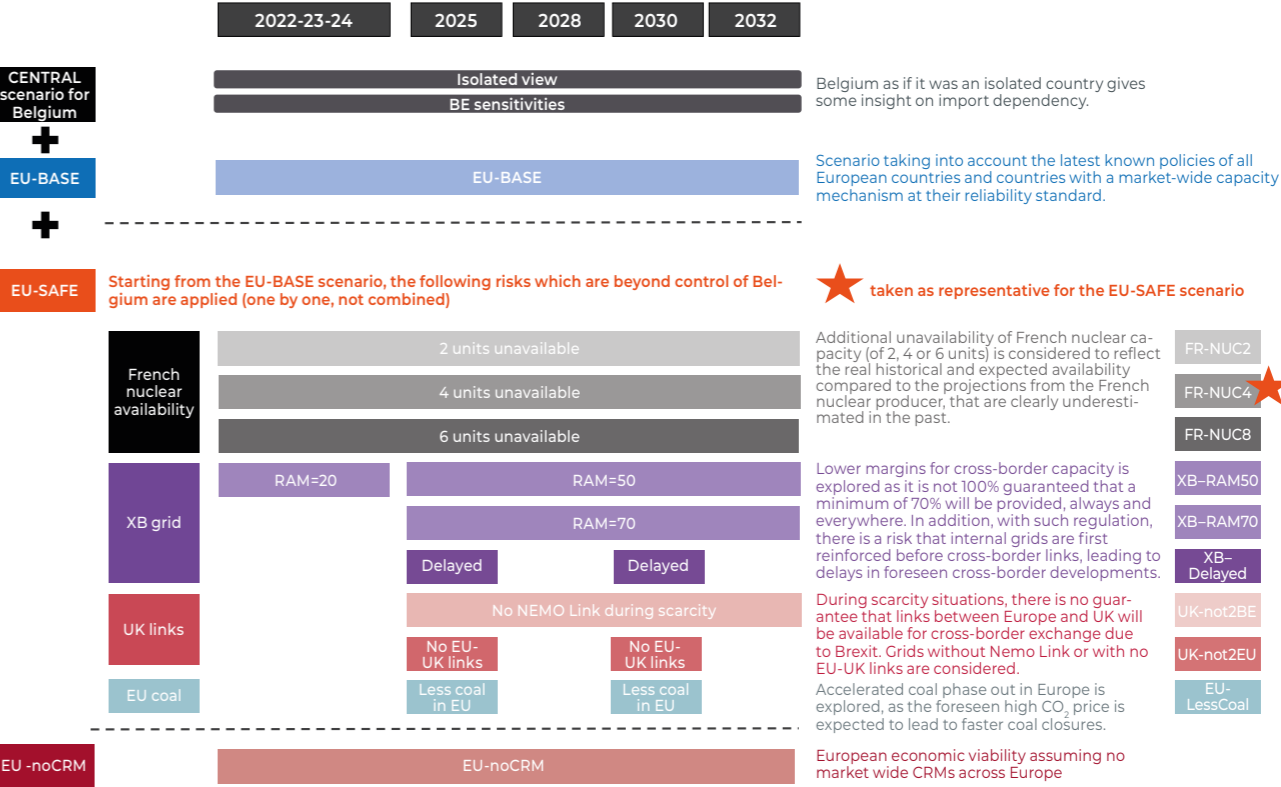 2022-23-24
2025
2028
2030
2032
CENTRAL
scenario for
Belgium
Isolated view
BE sensitivities
Belgium as if it was an isolated country gives
some insight on import dependency.
EU-BASE
EU-BASE
Scenario taking into account the latest known policies of all
European countries and countries with a market-wide capacity
mechanism at their reliability standard.
EU-SAFE
Starting from the EU-BASE scenario, the following risks which are beyond control of Bel-
gium are applied (one by one, not combined)
taken as representative for the EU-SAFE scenario
French
nuclear
availability
2 units unavailable
4 units unavailable
6 units unavailable
Additional unavailability of French nuclear ca-
pacity (of 2, 4 or 6 units) is considered to reflect
the real historical and expected availability
compared to the projections from the French
nuclear producer, that are clearly underesti-
mated in the past.
FR-NUC2
FR-NUC4
FR-NUC8
XB grid
RAM=20
RAM=50
RAM=70
Delayed
Delayed
Lower margins for cross-border capacity is
explored as it is not 100% guaranteed that a
minimum of 70% will be provided, always and
everywhere. In addition, with such regulation,
there is a risk that internal grids are first
reinforced before cross-border links, leading to
delays in foreseen cross-border developments.
XB–RAM50
XB–RAM70
XB–
Delayed
UK links
No NEMO Link during scarcity
No EU-
UK links
No EU-
UK links
During scarcity situations, there is no guar-
antee that links between Europe and UK will
be available for cross-border exchange due
to Brexit. Grids without Nemo Link or with no
EU-UK links are considered.
UK-not2BE
UK-not2EU
EU coal
Less coal
in EU
Less coal
in EU
Accelerated coal phase out in Europe is
explored, as the foreseen high CO2 price is
expected to lead to faster coal closures.
EU-
LessCoal
EU -noCRM
EU-noCRM
European economic viability assuming no
market wide CRMs across Europe